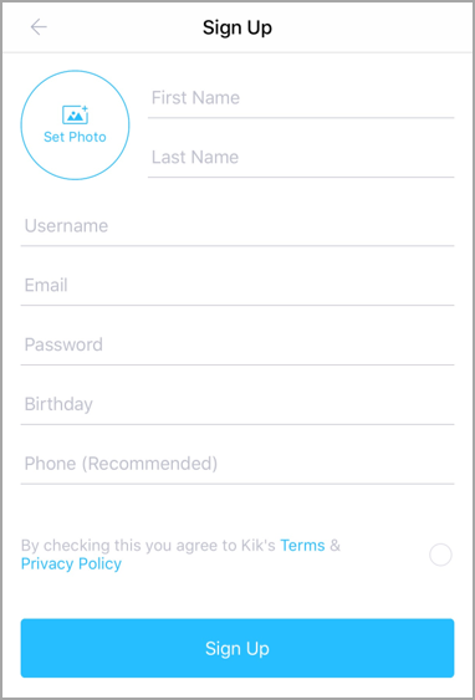 Sign Up
First Name
Set Photo
Last Name
Username
Email
Password
Birthday
Phone (Recommended)
By checking this you agree to Kik's Terms &
Privacy Policy
Sign Up